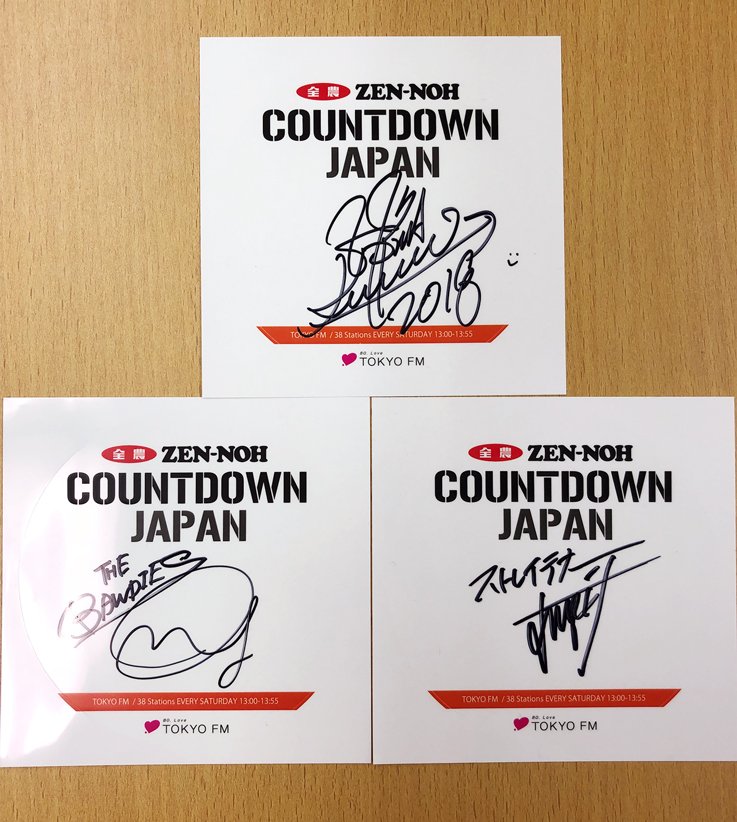 全農 ZEN-NOH
COUNTDOWN
JAPAN
2018
TOKYO FM / 38 Stations EVERY SATURDAY 13:00-13:55
80. Love
TOKYO FM
全農 ZEN-NOH
COUNTDOWN
JAPAN
THE
BAWDIES
TOKYO FM / 38 Stations EVERY SATURDAY 13:00-13:55
80. Love
TOKYO FM
全農 ZEN-NOH
COUNTDOWN
JAPAN
ストレイテナー
TOKYO FM / 38 Stations EVERY SATURDAY 13:00-13:55
80. Love
TOKYO FM